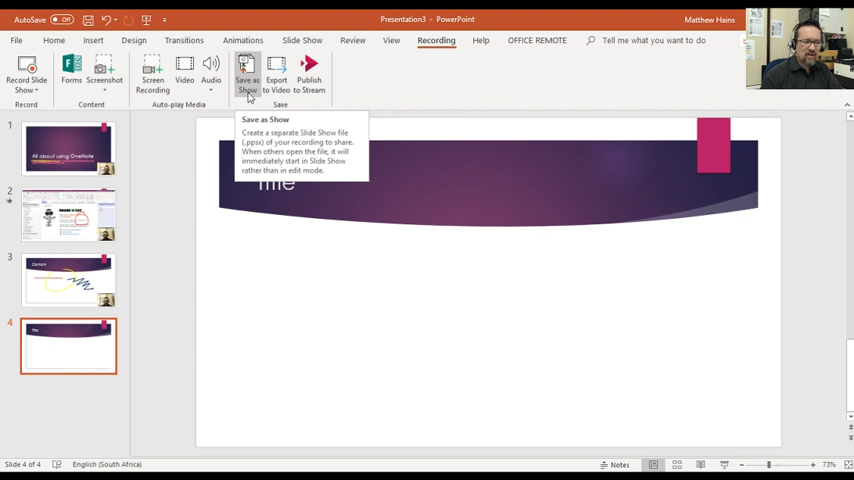 AutoSave Off
Presentation3 - PowerPoint
Matthew Hains
File Home Insert Design Transitions Animations Slide Show Review View Recording Help OFFICE REMOTE Tell me what you want to do
Record Slide Show
Forms
Screenshot
Screen Recording
Video
Audio
Save as Show
Export to Video
Publish to Stream
Record
Content
Auto-play Media
Save
Save as Show
Create a separate Slide Show file
(.ppsx) of your recording to share.
When others open the file, it will
immediately start in Slide Show
rather than in edit mode.
Title
1
All about using OneNote
2
3
Content
4
Title
Slide 4 of 4
English (South Africa)
Notes
73%